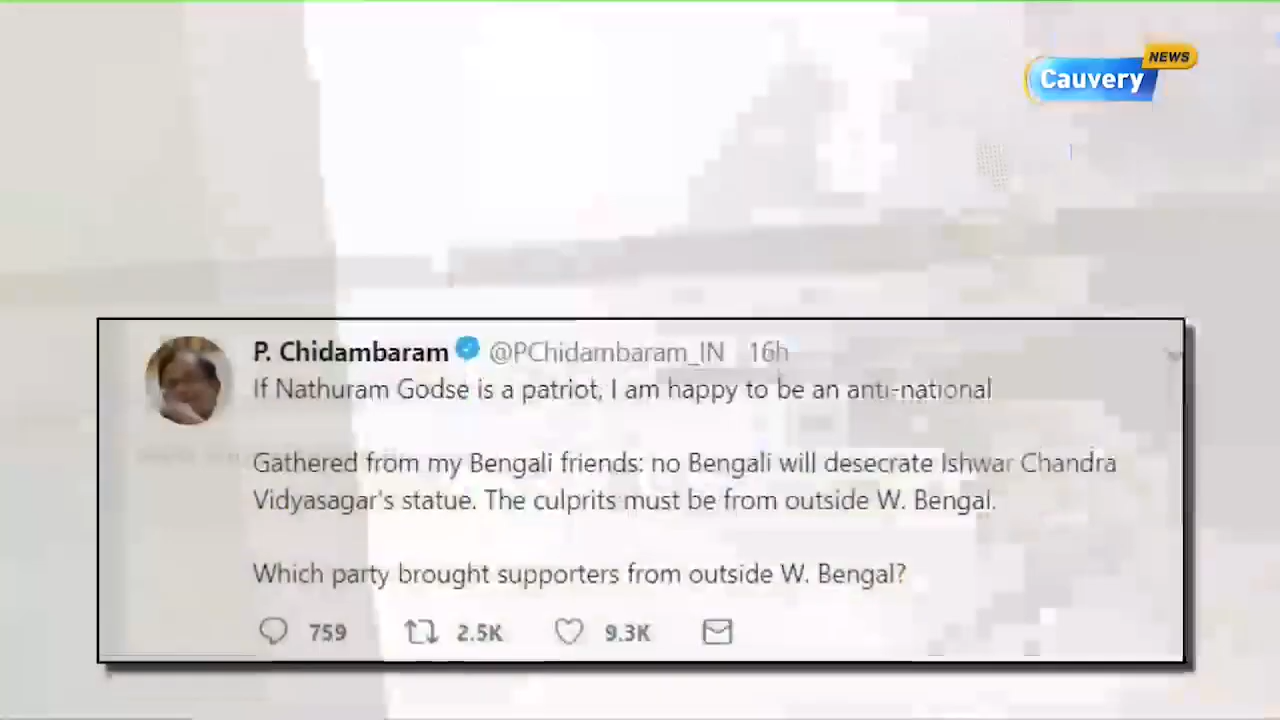 NEWS
Cauvery
P. Chidambaram @PChidambaram_IN 16h
If Nathuram Godse is a patriot, I am happy to be an anti-national
Gathered from my Bengali friends: no Bengali will desecrate Ishwar Chandra
Vidyasagar's statue. The culprits must be from outside W. Bengal.
Which party brought supporters from outside W. Bengal?
759 2.5K 9.3K